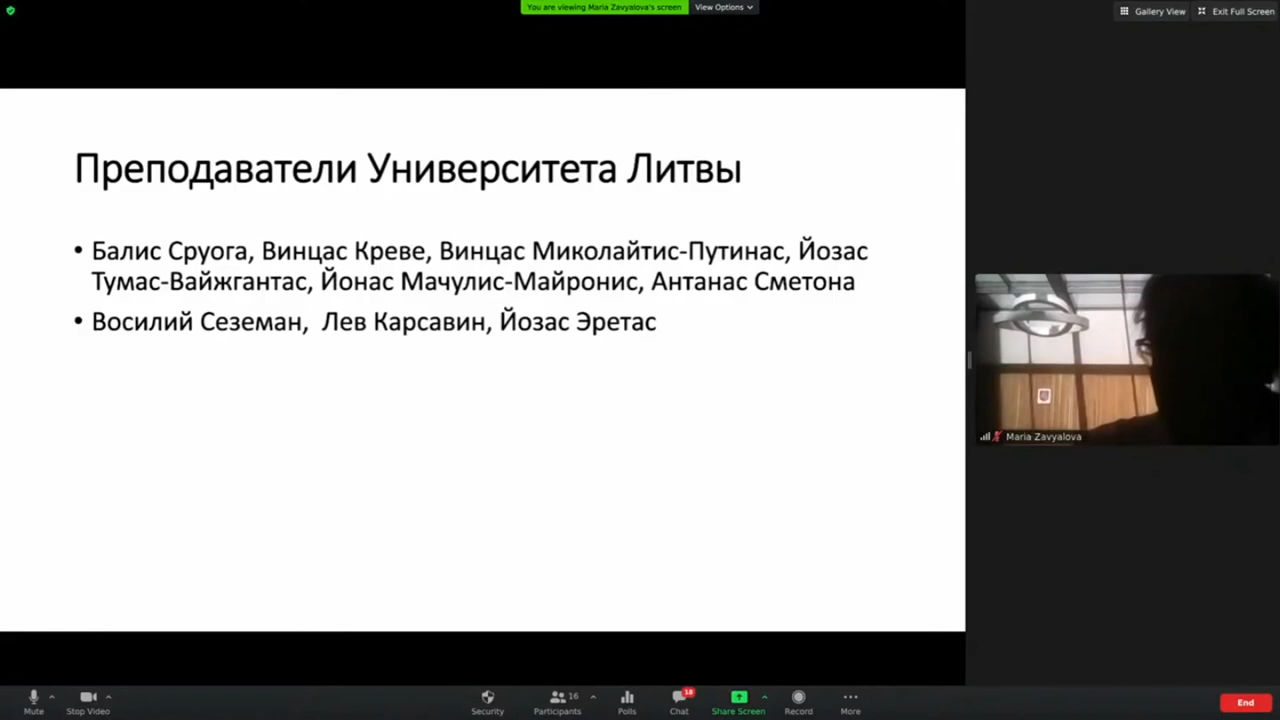 You are viewing Maria Zavyalova's screen View Options
Gallery View Exit Full Screen
Преподаватели Университета Литвы
• Балис Сруога, Винцас Креве, Винцас Миколайтис-Путинас, Йозас
Тумас-Вайжгантас, Йонас Мачулис-Майронис, Антанас Сметона
• Восилий Сеземан, Лев Карсавин, Йозас Эретас
Maria Zavyalova
Mute Stop Video Security Participants 16 Polls Chat 18 Share Screen Record More End